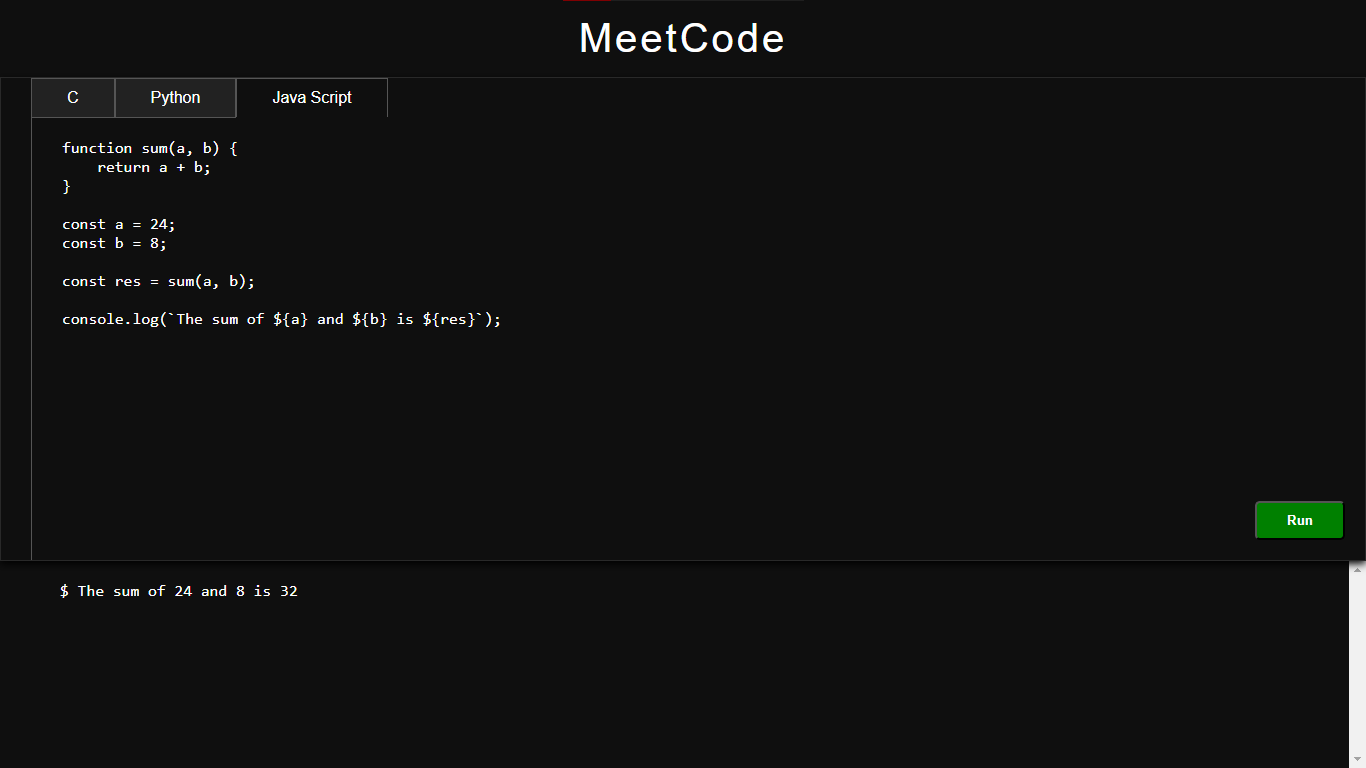 MeetCode
C Python Java Script
function sum(a, b) {
    return a + b;
}
const a = 24;
const b = 8;
const res = sum(a, b);
console.log(`The sum of ${a} and ${b} is ${res}`);
Run
$ The sum of 24 and 8 is 32